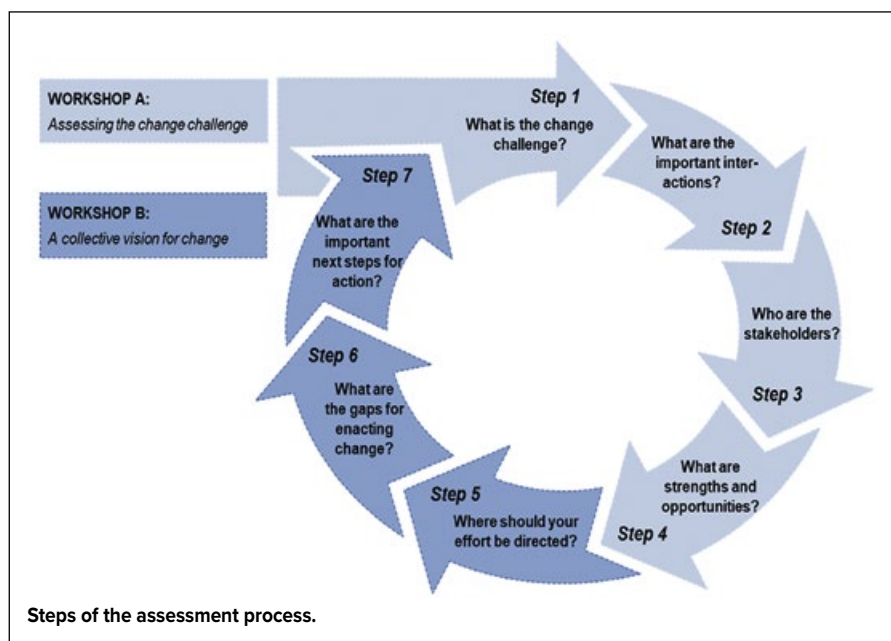 WORKSHOP A:
Assessing the change challenge
WORKSHOP B:
A collective vision for change
Step 1
What is the change
challenge?
What are the
important inter-
actions?
Step 2
Who are the
stakeholders?
Step 3
What are
strengths and
opportunities?
Step 4
Step 5
Where should your
effort be directed?
Step 6
What are
the gaps for
enacting
change?
Step 7
What are the
important
next steps for
action?
Steps of the assessment process.